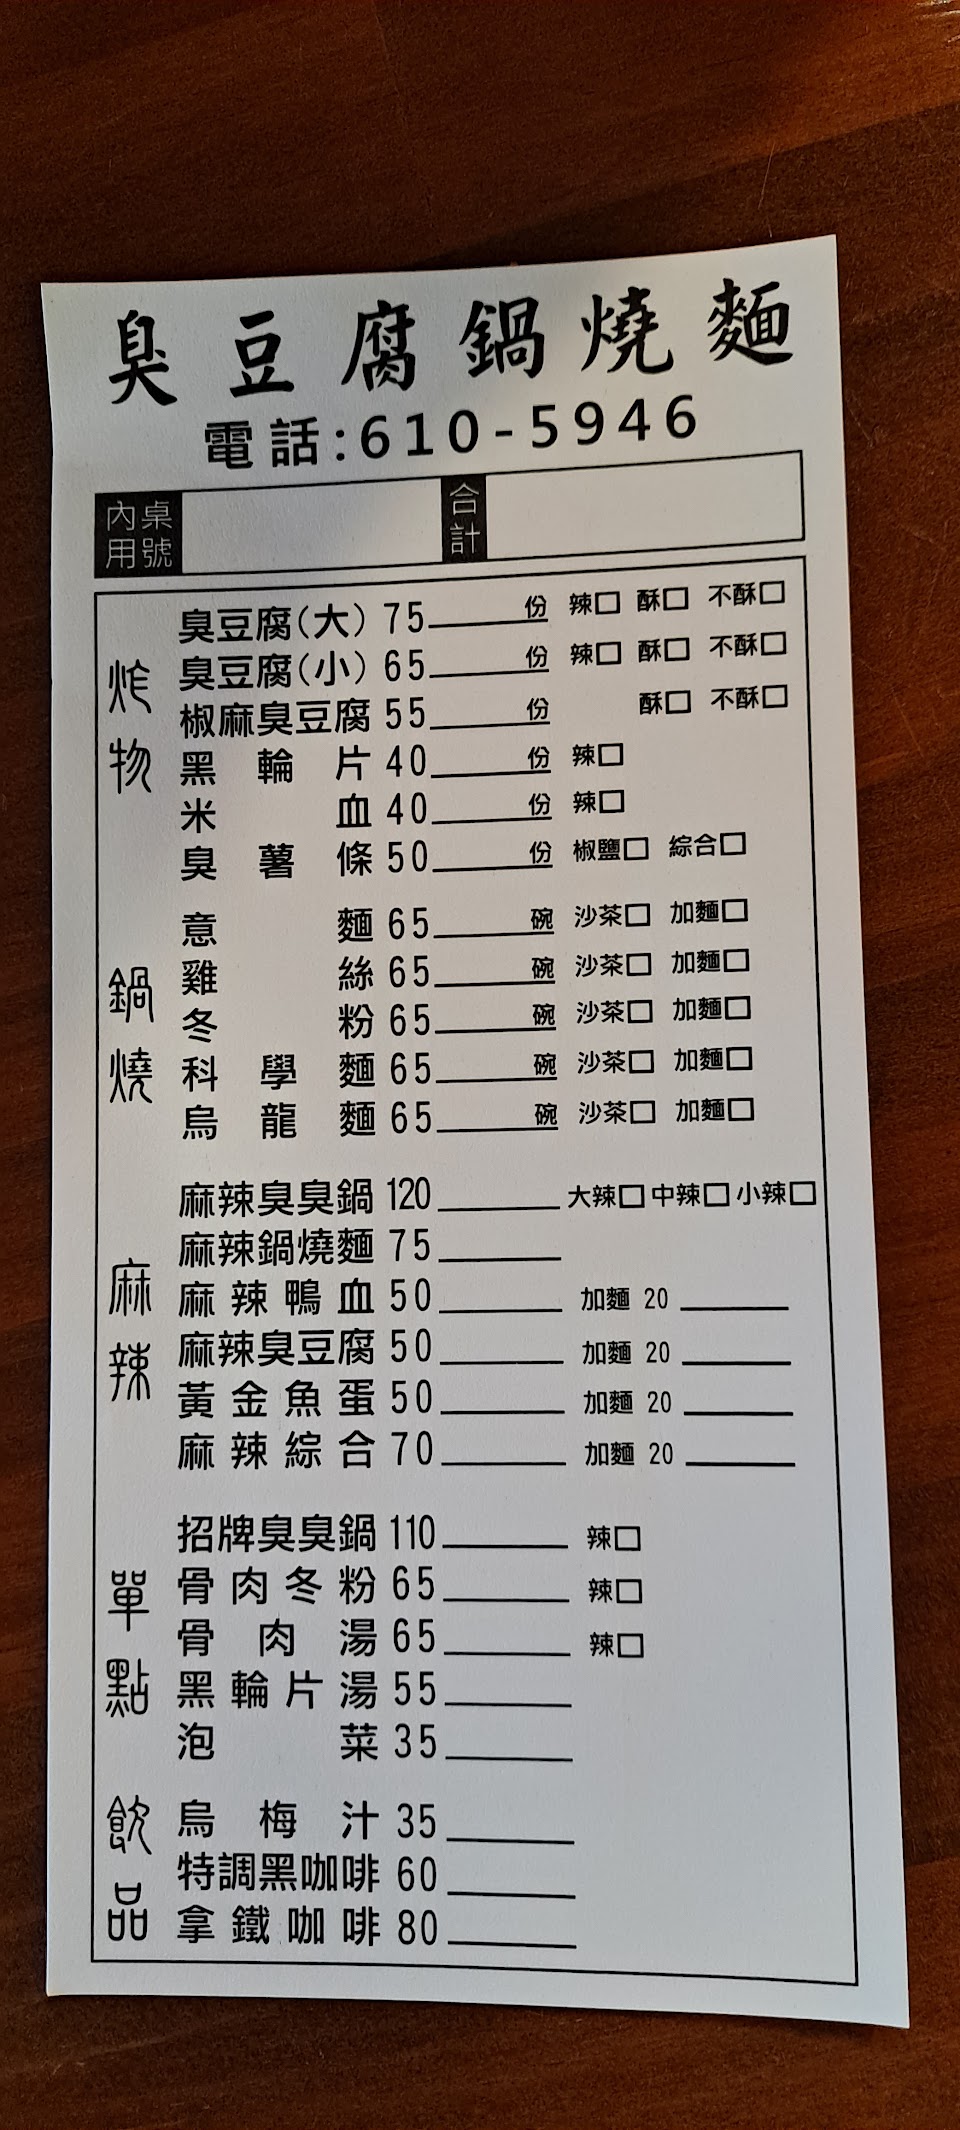 臭豆腐鍋燒麵
電話:610-5946
內用桌號 合計
炸物
臭豆腐(大) 75 份 辣□ 酥□ 不酥□
臭豆腐(小) 65 份 辣□ 酥□ 不酥□
椒麻臭豆腐 55 份 酥□ 不酥□
黑輪片 40 份 辣□
米血 40 份 辣□
臭薯條 50 份 椒鹽□ 綜合□
鍋燒
意麵 65 碗 沙茶□ 加麵□
雞絲 65 碗 沙茶□ 加麵□
冬粉 65 碗 沙茶□ 加麵□
科學麵 65 碗 沙茶□ 加麵□
烏龍麵 65 碗 沙茶□ 加麵□
麻辣
麻辣臭臭鍋 120 大辣□ 中辣□ 小辣□
麻辣鍋燒麵 75
麻辣鴨血 50 加麵 20
麻辣臭豆腐 50 加麵 20
黃金魚蛋 50 加麵 20
麻辣綜合 70 加麵 20
單點
招牌臭臭鍋 110 辣□
骨肉冬粉 65 辣□
骨肉湯 65 辣□
黑輪片湯 55
泡菜 35
飲品
烏梅汁 35
特調黑咖啡 60
拿鐵咖啡 80